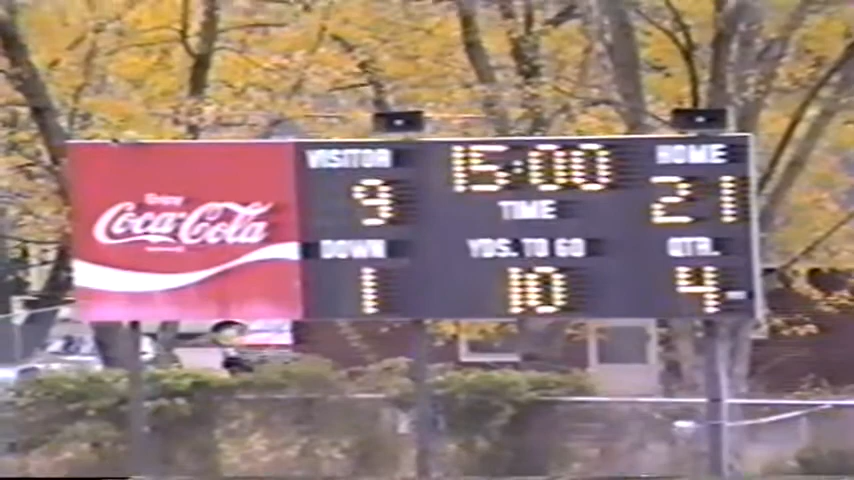 Enjoy
Coca-Cola
VISITOR
9
15:00
TIME
HOME
21
DOWN
1
YDS. TO GO
10
QTR.
4